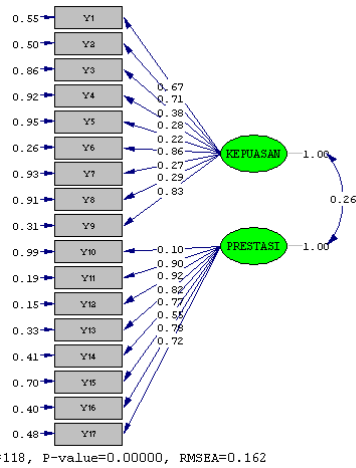 0.55 Y1
0.50 Y2
0.86 Y3
0.92 Y4
0.95 Y5
0.26 Y6
0.93 Y7
0.91 Y8
0.31 Y9
0.99 Y10
0.19 Y11
0.15 Y12
0.33 Y13
0.41 Y14
0.70 Y15
0.40 Y16
0.48 Y17
0.67
0.71
0.38
0.28
0.22
0.86
0.27
0.29
0.83
-0.10
0.90
0.92
0.82
0.77
0.55
0.78
0.72
KEPUASAN 1.00
0.26
PRESTASI 1.00
=118, P-value=0.00000, RMSEA=0.162